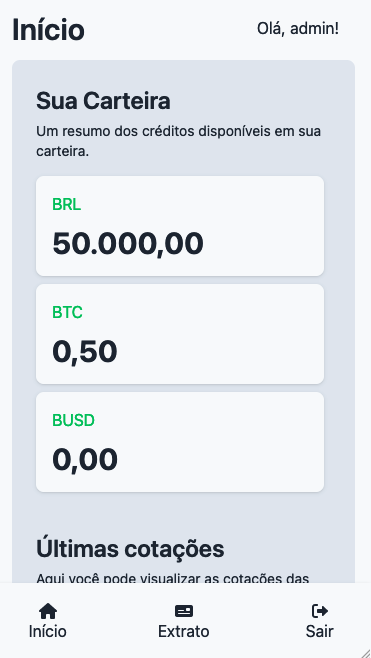 Início
Olá, admin!
Sua Carteira
Um resumo dos créditos disponíveis em sua
carteira.
BRL
50.000,00
BTC
0,50
BUSD
0,00
Últimas cotações
Aqui você pode visualizar as cotações das
Início
Extrato
Sair